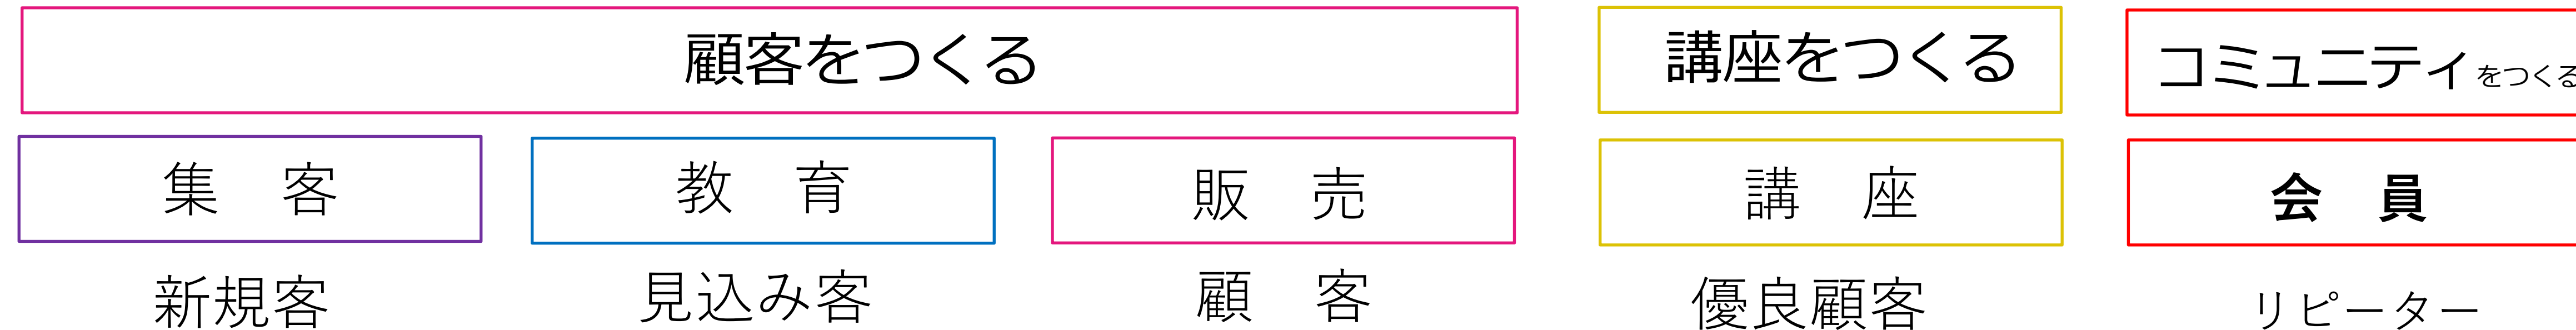 顧客をつくる
講座をつくる
コミュニティをつくる
集　客
教　育
販　売
講　座
会　員
新規客
見込み客
顧　客
優良顧客
リピーター